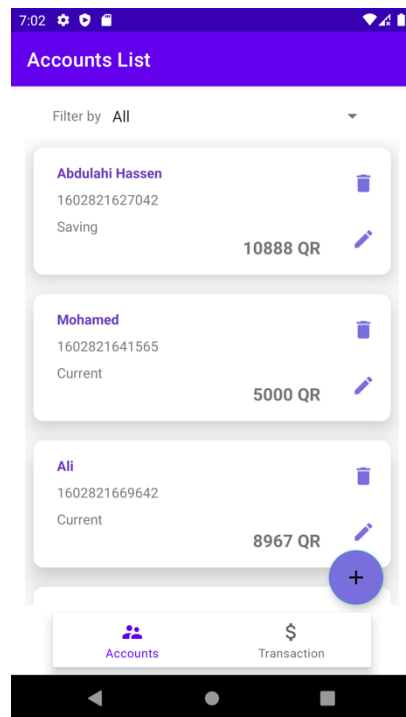 7:02
Accounts List
Filter by All
Abdulahi Hassen
1602821627042
Saving
10888 QR
Mohamed
1602821641565
Current
5000 QR
Ali
1602821669642
Current
8967 QR
+
$
Accounts Transaction